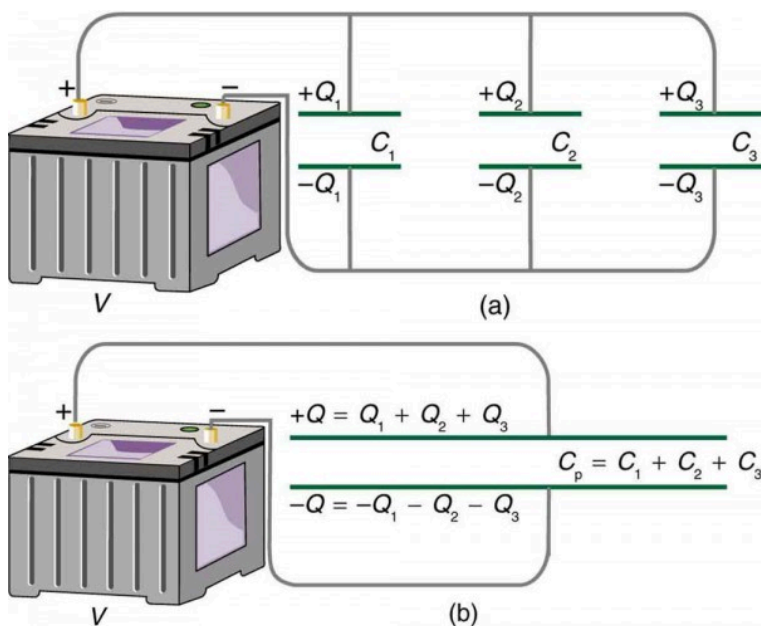 + −
+Q₁ +Q₂ +Q₃
C₁ C₂ C₃
−Q₁ −Q₂ −Q₃
V
(a)
+ −
+Q = Q₁ + Q₂ + Q₃
Cₚ = C₁ + C₂ + C₃
−Q = −Q₁ − Q₂ − Q₃
V
(b)